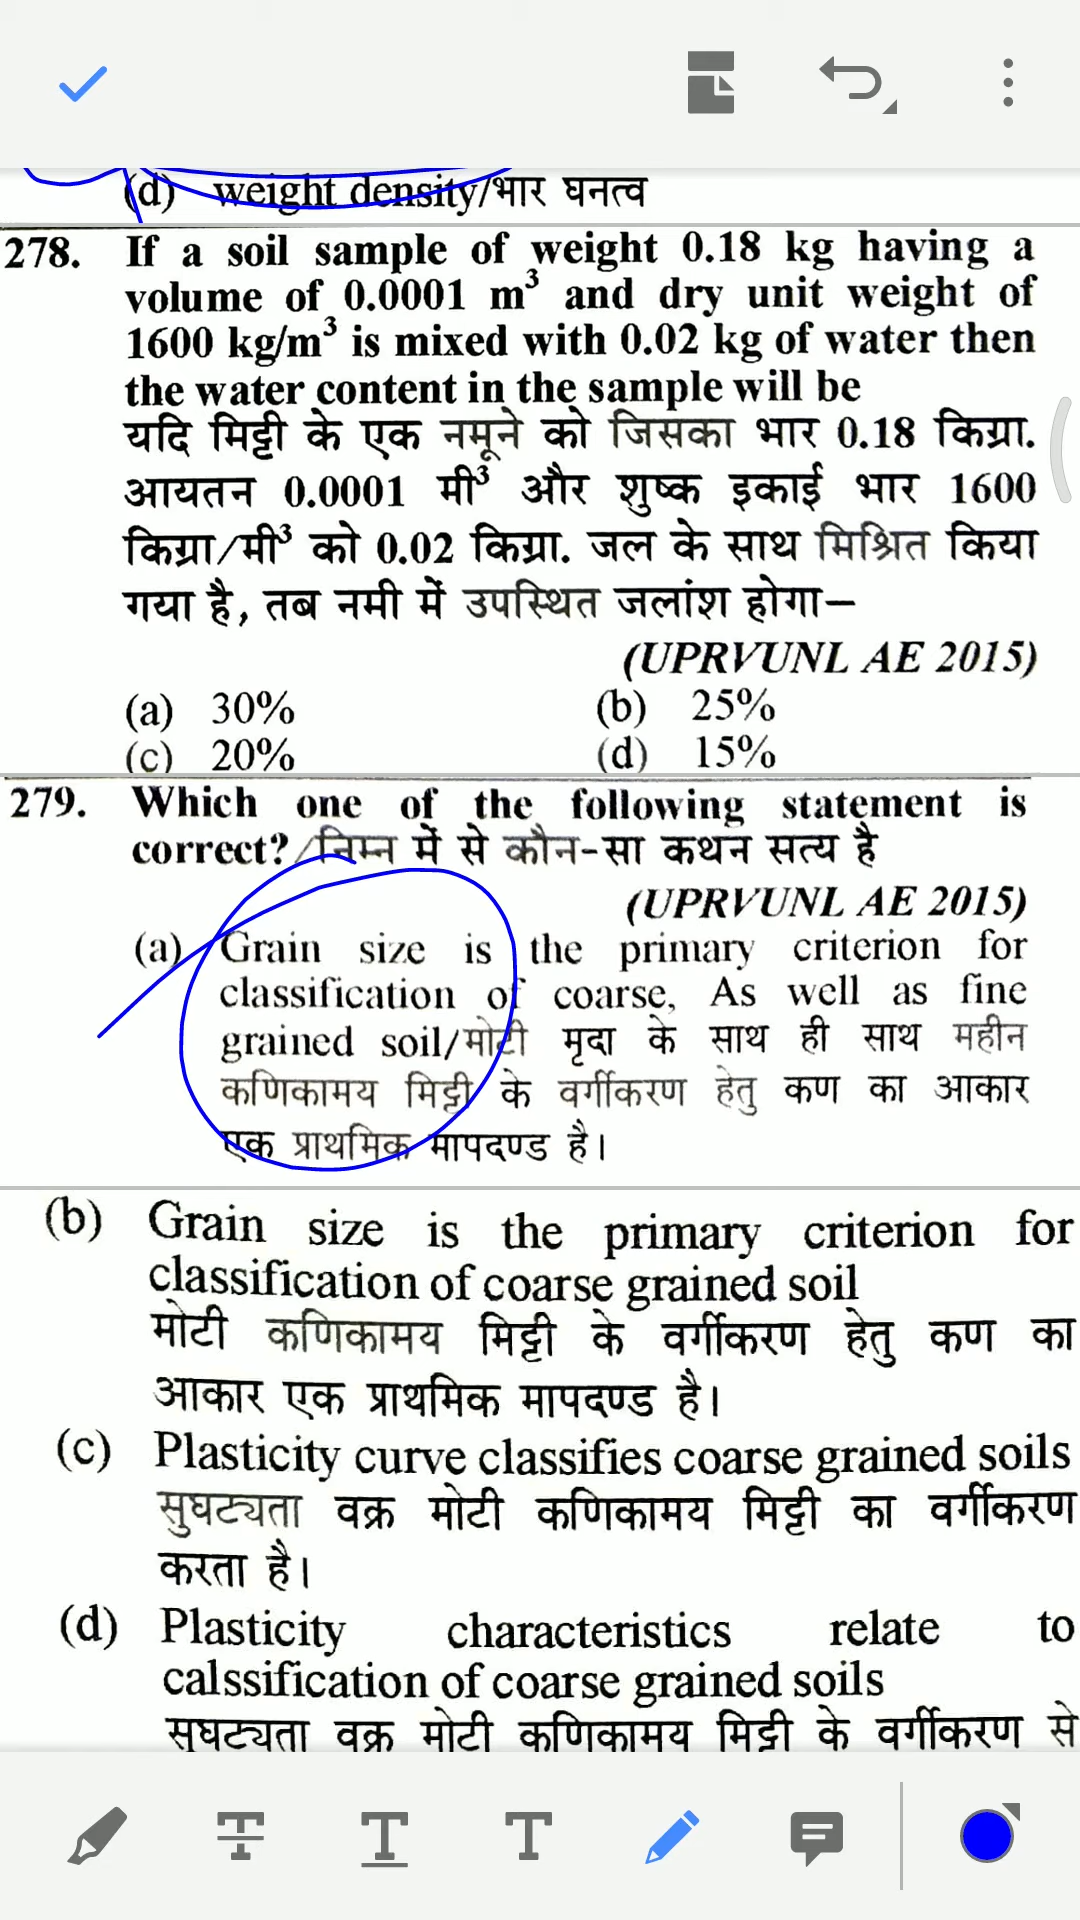 (d) weight density/भार घनत्व
278. If a soil sample of weight 0.18 kg having a
volume of 0.0001 m³ and dry unit weight of
1600 kg/m³ is mixed with 0.02 kg of water then
the water content in the sample will be
यदि मिट्टी के एक नमूने को जिसका भार 0.18 किग्रा.
आयतन 0.0001 मी³ और शुष्क इकाई भार 1600
किग्रा/मी³ को 0.02 किग्रा. जल के साथ मिश्रित किया
गया है, तब नमी में उपस्थित जलांश होगा–
(UPRVUNL AE 2015)
(a) 30% (b) 25%
(c) 20% (d) 15%
279. Which one of the following statement is
correct?/निम्न में से कौन-सा कथन सत्य है
(UPRVUNL AE 2015)
(a) Grain size is the primary criterion for
classification of coarse, As well as fine
grained soil/मोटी मृदा के साथ ही साथ महीन
कणिकामय मिट्टी के वर्गीकरण हेतु कण का आकार
एक प्राथमिक मापदण्ड है।
(b) Grain size is the primary criterion for
classification of coarse grained soil
मोटी कणिकामय मिट्टी के वर्गीकरण हेतु कण का
आकार एक प्राथमिक मापदण्ड है।
(c) Plasticity curve classifies coarse grained soils
सुघट्यता वक्र मोटी कणिकामय मिट्टी का वर्गीकरण
करता है।
(d) Plasticity characteristics relate to
calssification of coarse grained soils
सुघट्यता वक्र मोटी कणिकामय मिट्टी के वर्गीकरण से